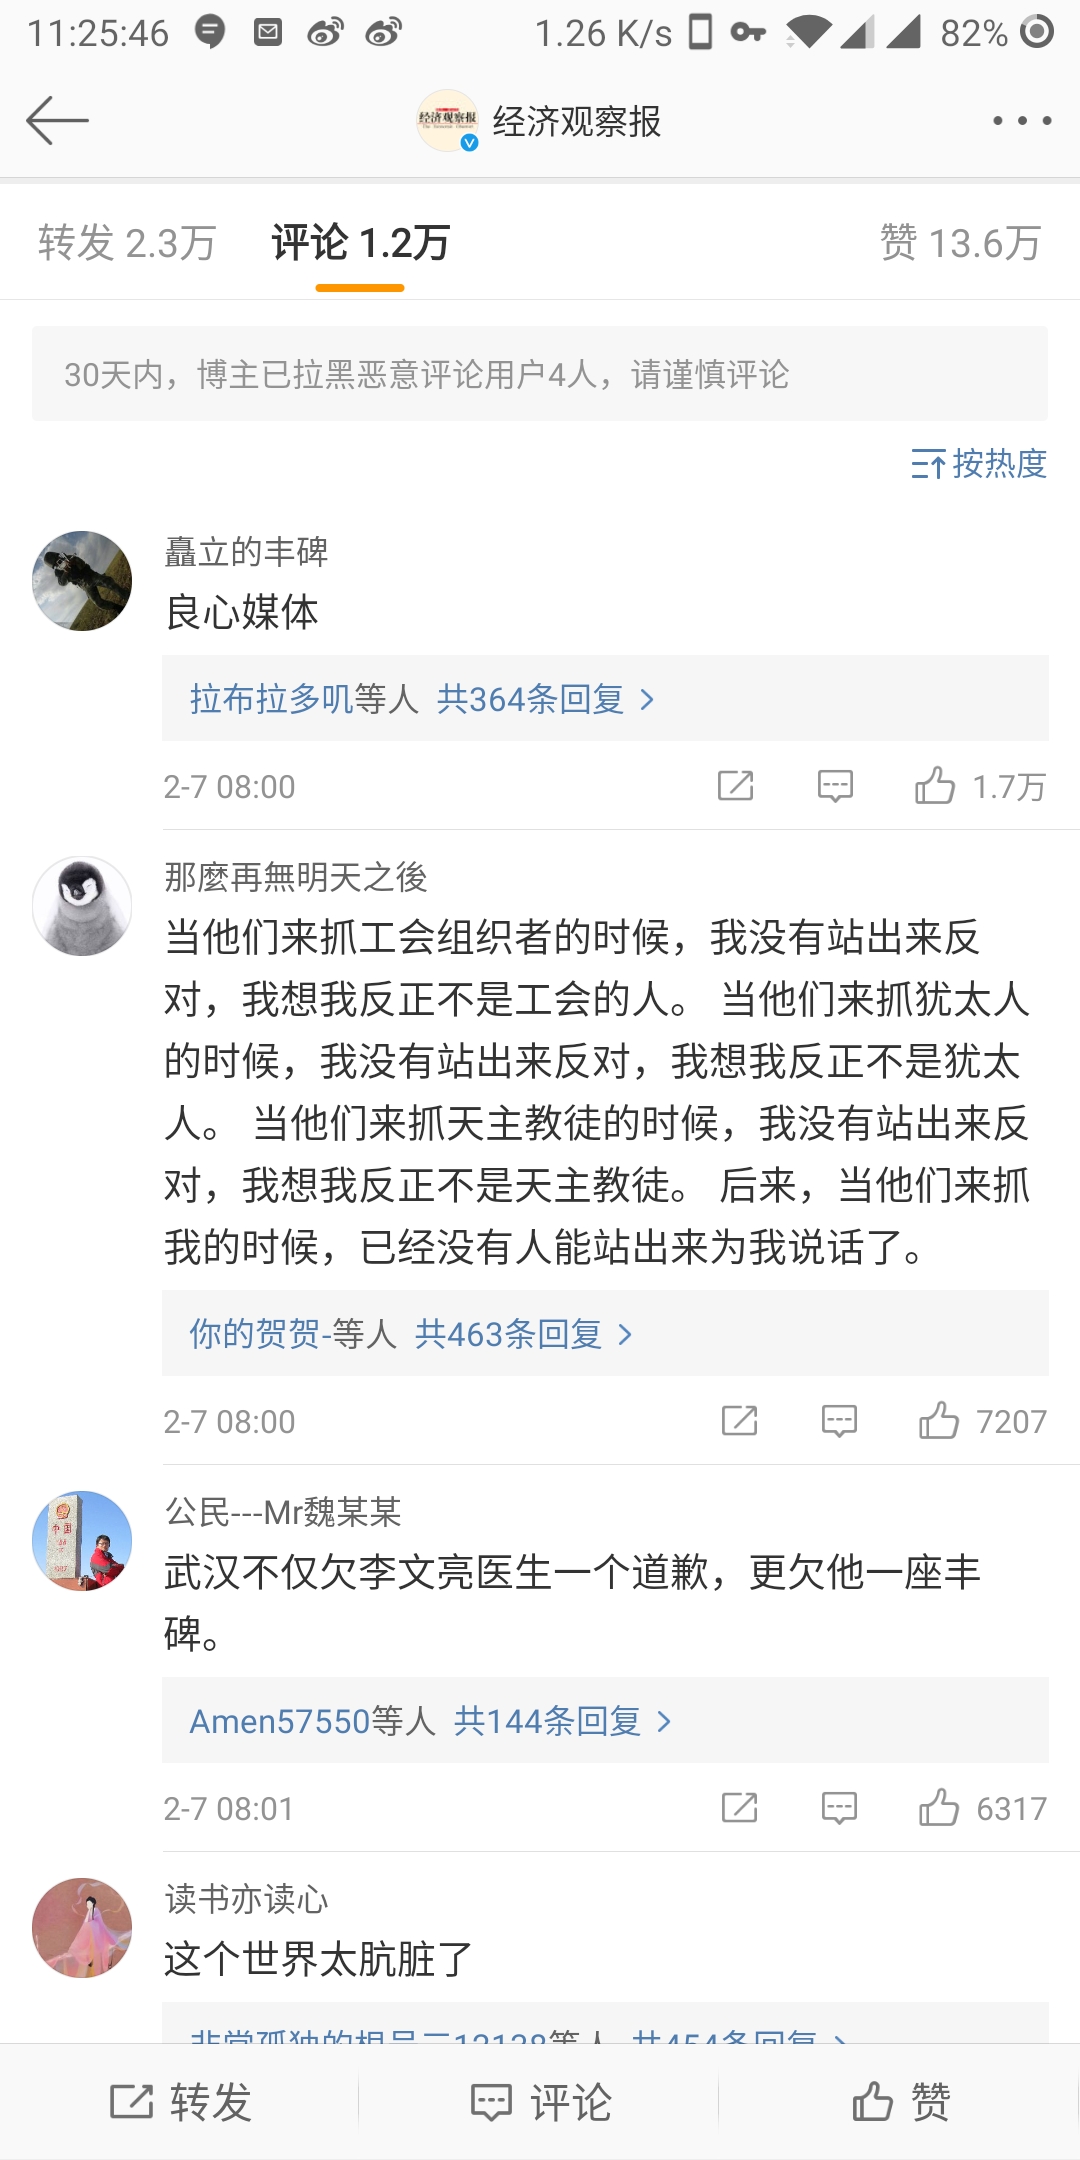 11:25:46 1.26 K/s 82%
经济观察报
经济观察报
转发 2.3万 评论 1.2万 赞 13.6万
30天内，博主已拉黑恶意评论用户4人，请谨慎评论
按热度
矗立的丰碑
良心媒体
拉布拉多叽等人 共364条回复 >
2-7 08:00 1.7万
那麼再無明天之後
当他们来抓工会组织者的时候，我没有站出来反
对，我想我反正不是工会的人。 当他们来抓犹太人
的时候，我没有站出来反对，我想我反正不是犹太
人。 当他们来抓天主教徒的时候，我没有站出来反
对，我想我反正不是天主教徒。 后来，当他们来抓
我的时候，已经没有人能站出来为我说话了。
你的贺贺-等人 共463条回复 >
2-7 08:00 7207
公民---Mr魏某某
武汉不仅欠李文亮医生一个道歉，更欠他一座丰
碑。
Amen57550等人 共144条回复 >
2-7 08:01 6317
读书亦读心
这个世界太肮脏了
等人 共454条回复
转发 评论 赞